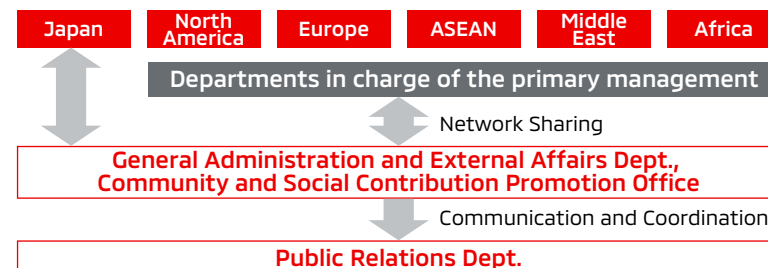 Japan
North
America
Europe
ASEAN
Middle
East
Africa
Departments in charge of the primary management
Network Sharing
General Administration and External Affairs Dept.,
Community and Social Contribution Promotion Office
Communication and Coordination
Public Relations Dept.